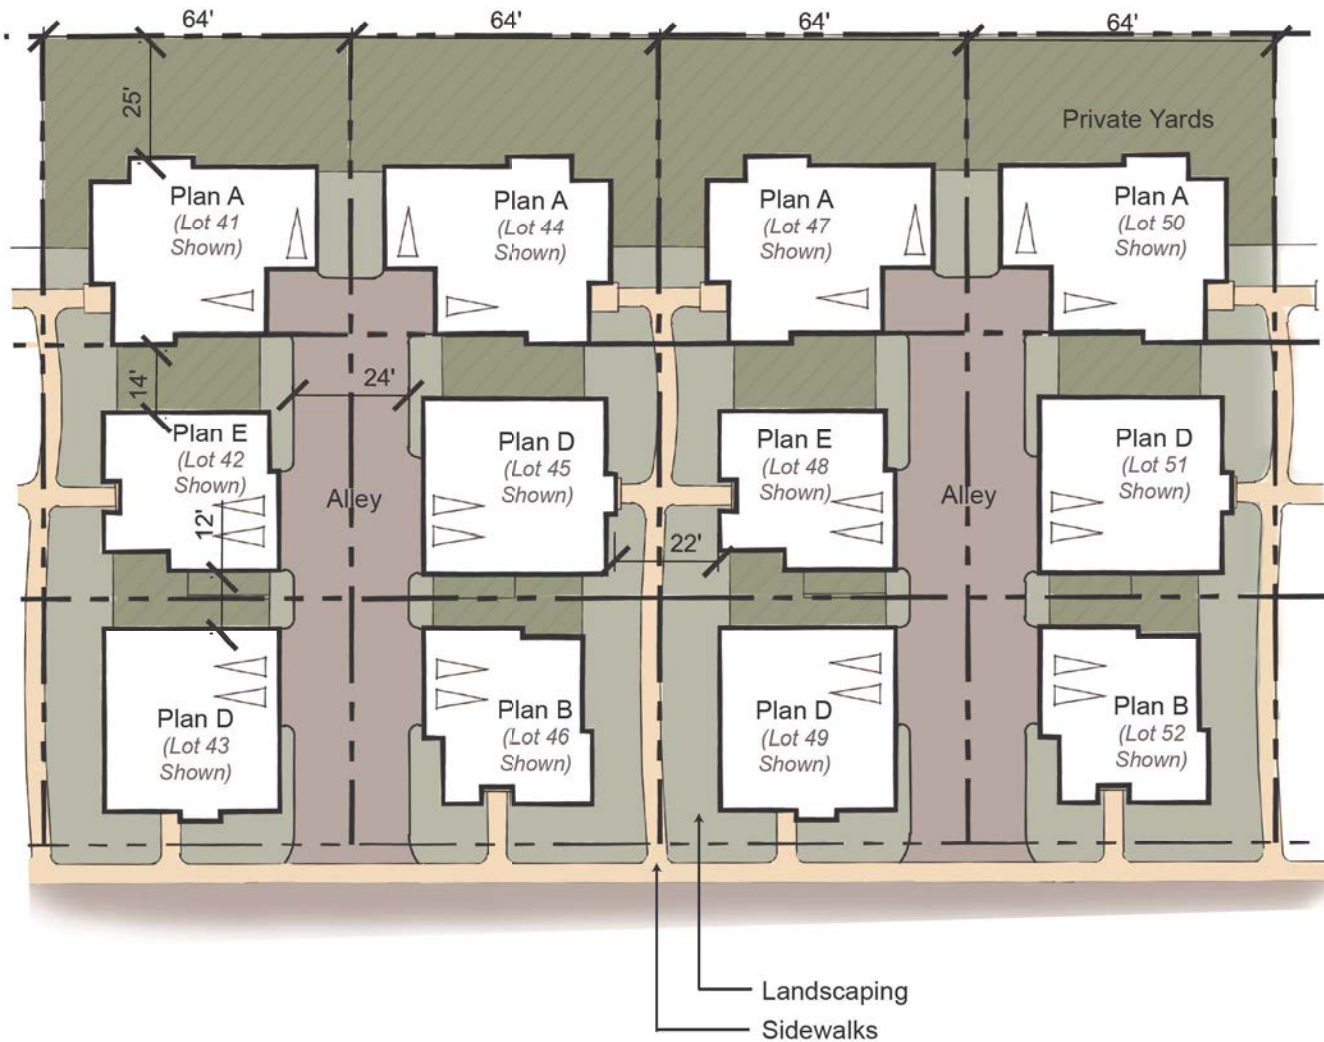 64'
64'
64'
64'
25'
Private Yards
Plan A
(Lot 41
Shown)
Plan A
(Lot 44
Shown)
Plan A
(Lot 47
Shown)
Plan A
(Lot 50
Shown)
14'
24'
Plan E
(Lot 42
Shown)
Plan D
(Lot 45
Shown)
Plan E
(Lot 48
Shown)
Plan D
(Lot 51
Shown)
Alley
Alley
12'
22'
Plan D
(Lot 43
Shown)
Plan B
(Lot 46
Shown)
Plan D
(Lot 49
Shown)
Plan B
(Lot 52
Shown)
Landscaping
Sidewalks